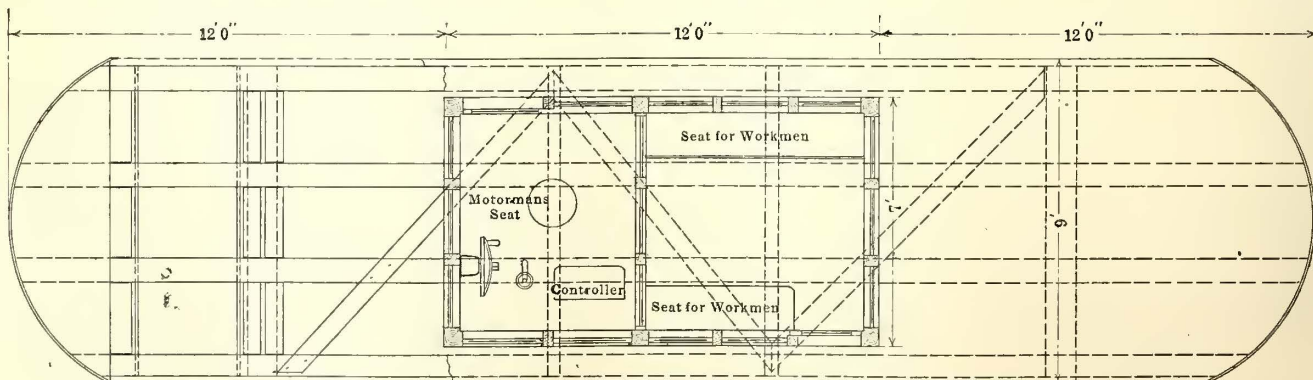 12'0" 12'0" 12'0"
Seat for Workmen
Motormans
Seat
7'
9'
Controller
Seat for Workmen